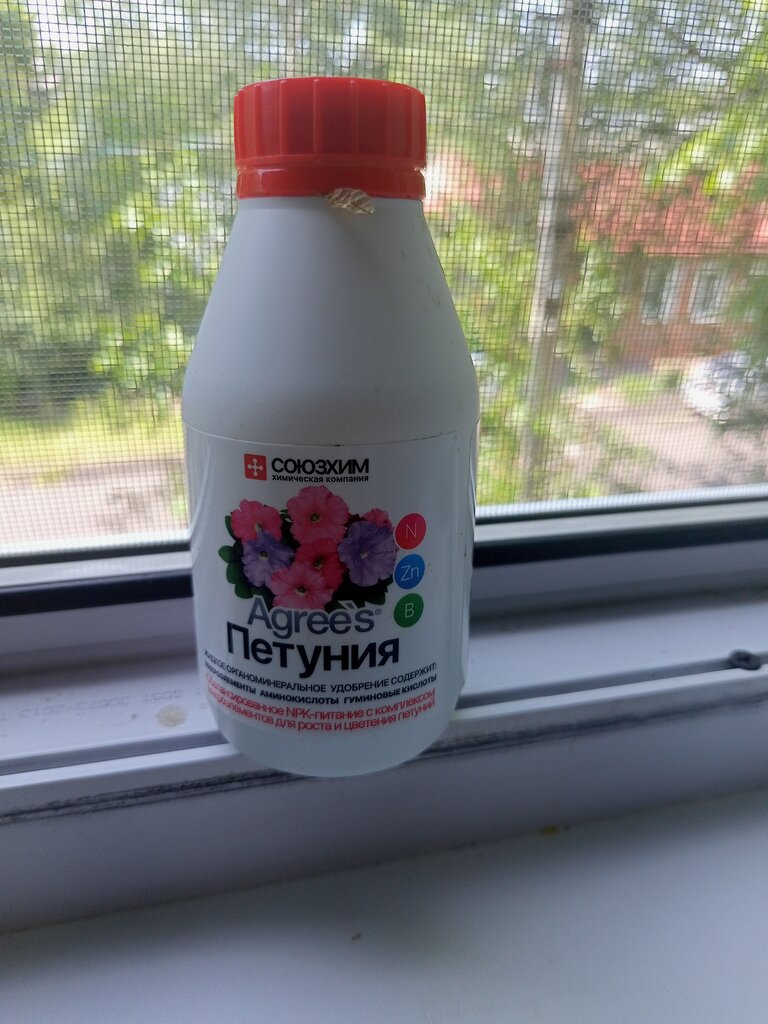 СОЮЗХИМ
ХИМИЧЕСКАЯ КОМПАНИЯ
N
Zn
B
Agree's®
Петуния
ЖИДКОЕ ОРГАНОМИНЕРАЛЬНОЕ УДОБРЕНИЕ СОДЕРЖИТ:
МИКРОЭЛЕМЕНТЫ АМИНОКИСЛОТЫ ГУМИНОВЫЕ КИСЛОТЫ
Сбалансированное NPK-питание с комплексом
микроэлементов для роста и цветения петуний